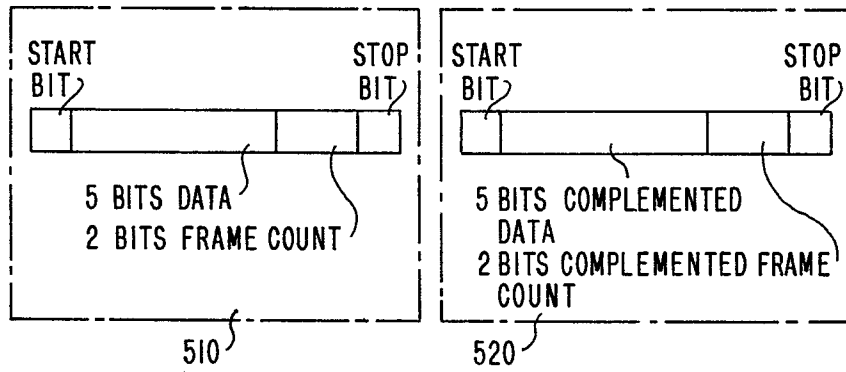 START BIT
STOP BIT
5 BITS DATA
2 BITS FRAME COUNT
510
START BIT
STOP BIT
5 BITS COMPLEMENTED
DATA
2 BITS COMPLEMENTED FRAME
COUNT
520